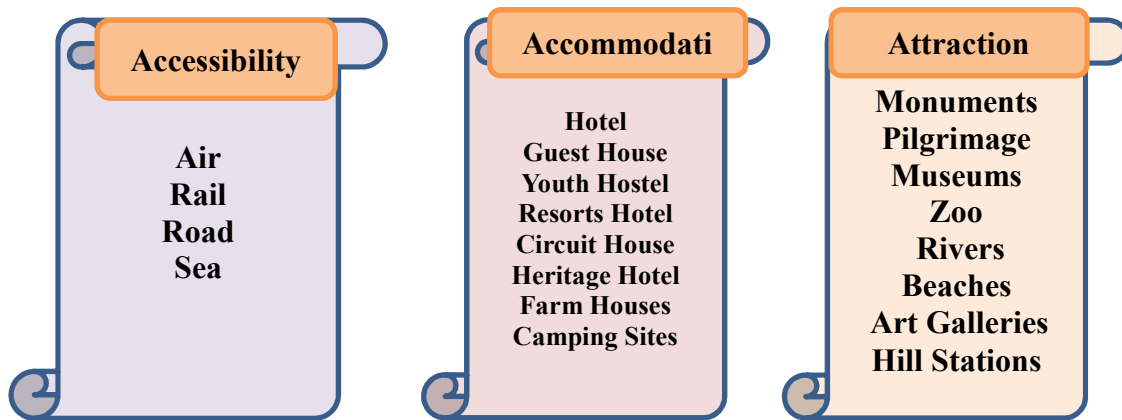 Accessibility
Air
Rail
Road
Sea
Accommodati
Hotel
Guest House
Youth Hostel
Resorts Hotel
Circuit House
Heritage Hotel
Farm Houses
Camping Sites
Attraction
Monuments
Pilgrimage
Museums
Zoo
Rivers
Beaches
Art Galleries
Hill Stations